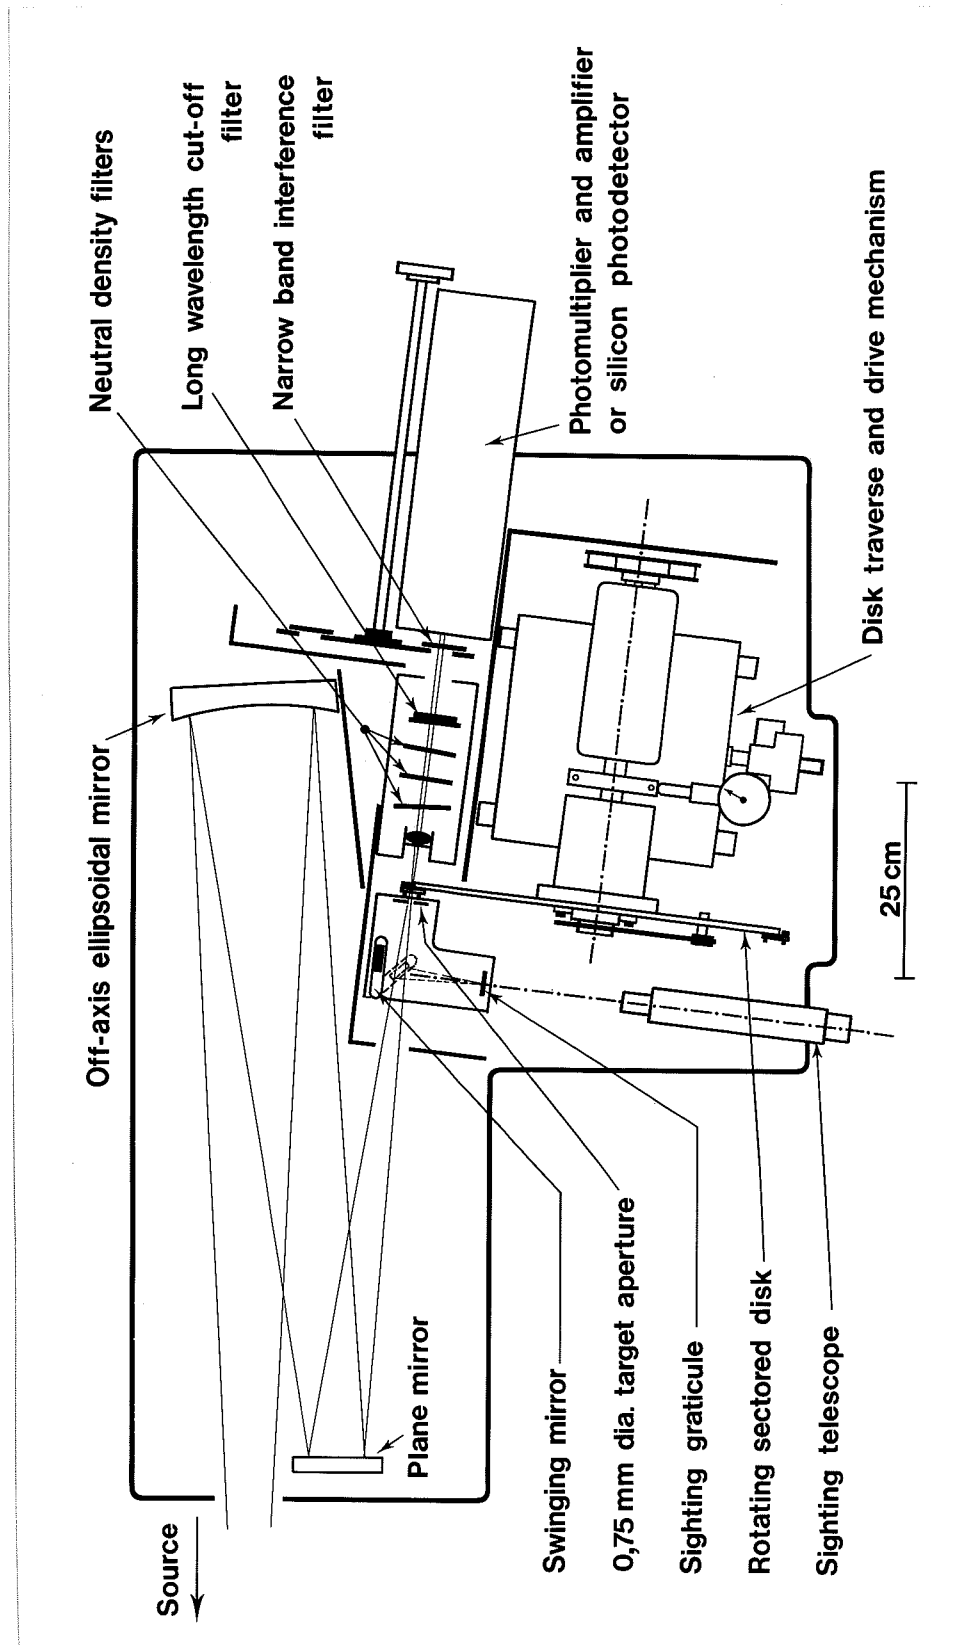 Neutral density filters
Long wavelength cut-off
filter
Narrow band interference
filter
Off-axis ellipsoidal mirror
Photomultiplier and amplifier
or silicon photodetector
Disk traverse and drive mechanism
25 cm
Source
Plane mirror
Swinging mirror
0,75 mm dia. target aperture
Sighting graticule
Rotating sectored disk
Sighting telescope